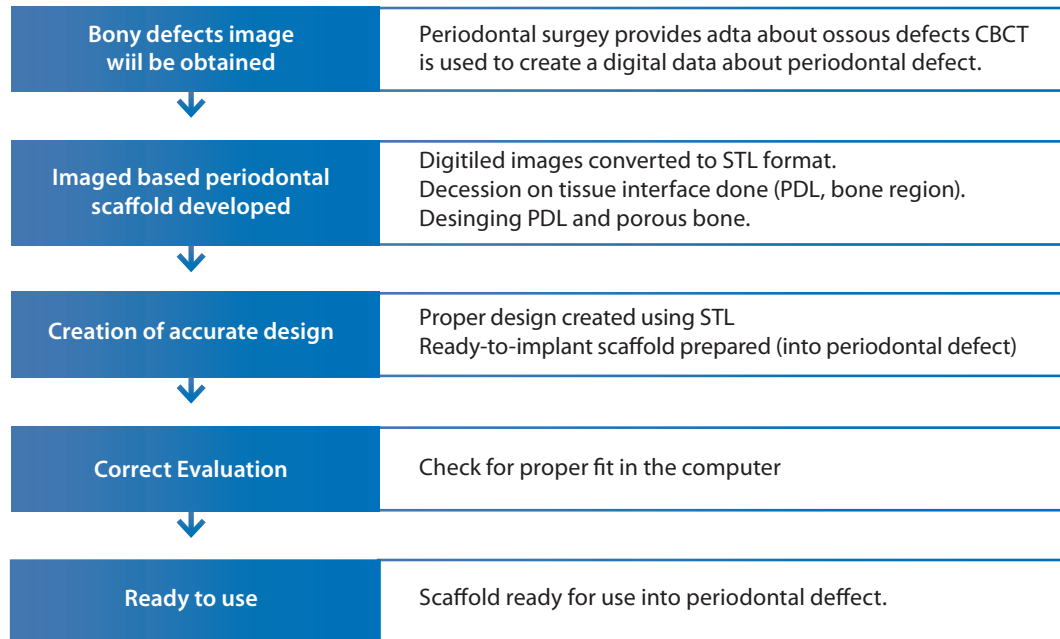 Bony defects image
wiil be obtained
Periodontal surgey provides adta about ossous defects CBCT
is used to create a digital data about periodontal defect.
Imaged based periodontal
scaffold developed
Digitiled images converted to STL format.
Decession on tissue interface done (PDL, bone region).
Desinging PDL and porous bone.
Creation of accurate design
Proper design created using STL
Ready-to-implant scaffold prepared (into periodontal defect)
Correct Evaluation
Check for proper fit in the computer
Ready to use
Scaffold ready for use into periodontal deffect.